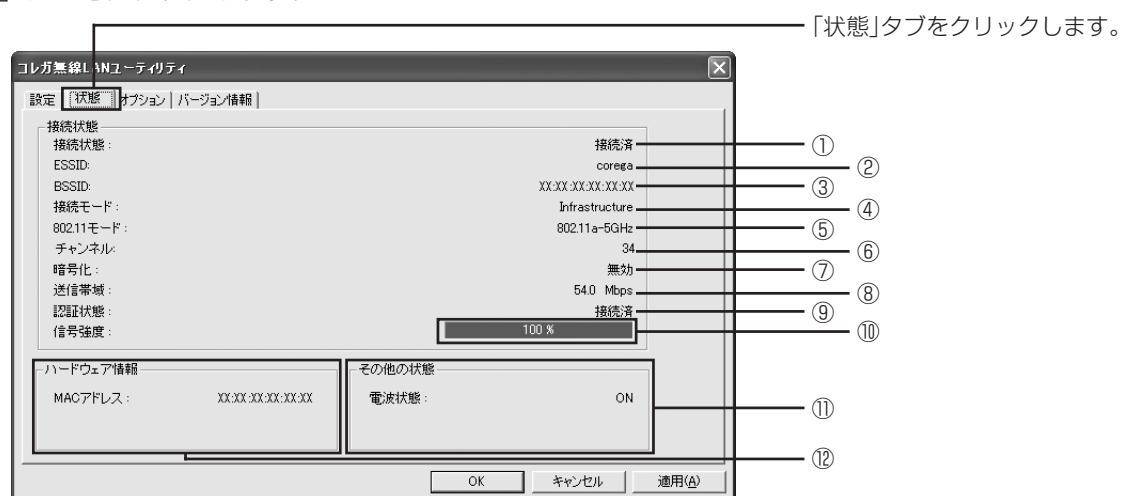 「状態」タブをクリックします。
コレガ無線LANユーティリティ
設定 状態 オプション バージョン情報
接続状態
接続状態： 接続済 ①
ESSID: corega ②
BSSID: XX:XX:XX:XX:XX:XX ③
接続モード： Infrastructure ④
802.11モード： 802.11a-5GHz ⑤
チャンネル: 34 ⑥
暗号化： 無効 ⑦
送信帯域： 54.0 Mbps ⑧
認証状態： 接続済 ⑨
信号強度： 100 % ⑩
ハードウェア情報 その他の状態
MACアドレス： XX:XX:XX:XX:XX:XX 電波状態： ON ⑪
⑫
OK キャンセル 適用(A)